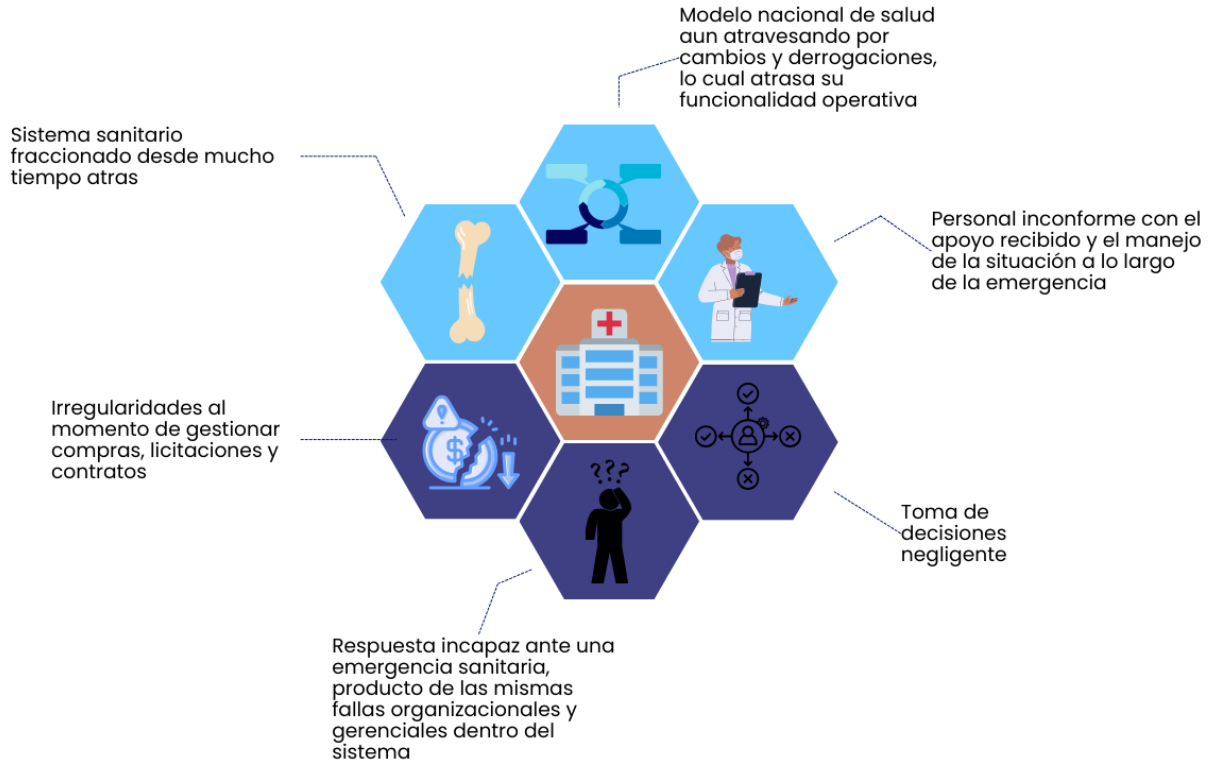 Modelo nacional de salud
aun atravesando por
cambios y derrogaciones,
lo cual atrasa su
funcionalidad operativa
Sistema sanitario
fraccionado desde mucho
tiempo atras
Personal inconforme con el
apoyo recibido y el manejo
de la situación a lo largo
de la emergencia
Irregularidades al
momento de gestionar
compras, licitaciones y
contratos
Toma de
decisiones
negligente
Respuesta incapaz ante una
emergencia sanitaria,
producto de las mismas
fallas organizacionales y
gerenciales dentro del
sistema